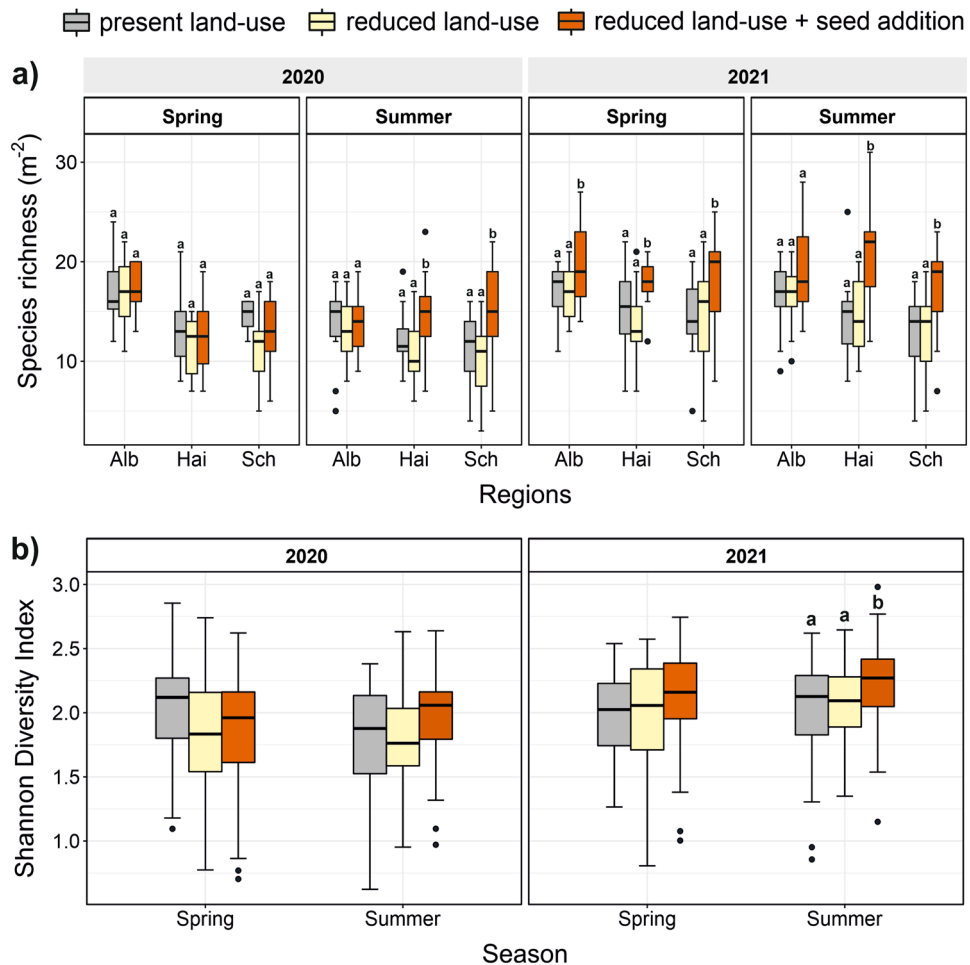 present land-use reduced land-use reduced land-use + seed addition
a)
2020 2021
Spring Summer Spring Summer
Species richness (m⁻²)
30
20
10
a a a a a a a a a
a a a a a b a a b
a a b a a b a a b
a a a a a b a a b
Alb Hai Sch Alb Hai Sch Alb Hai Sch Alb Hai Sch
Regions
b)
2020 2021
Shannon Diversity Index
3.0
2.5
2.0
1.5
1.0
a a b
Spring Summer Spring Summer
Season